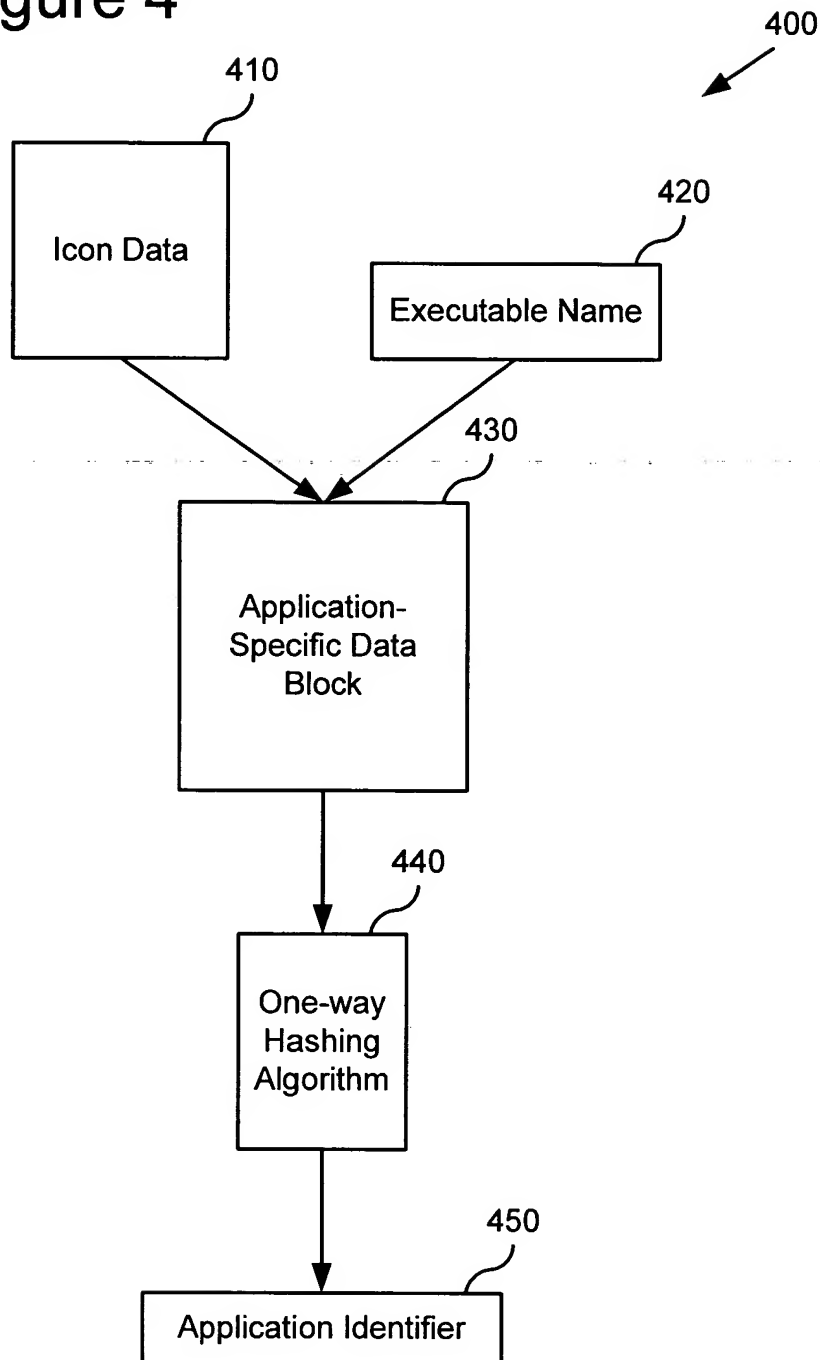 gure 4
400
410
Icon Data
420
Executable Name
430
Application-
Specific Data
Block
440
One-way
Hashing
Algorithm
450
Application Identifier